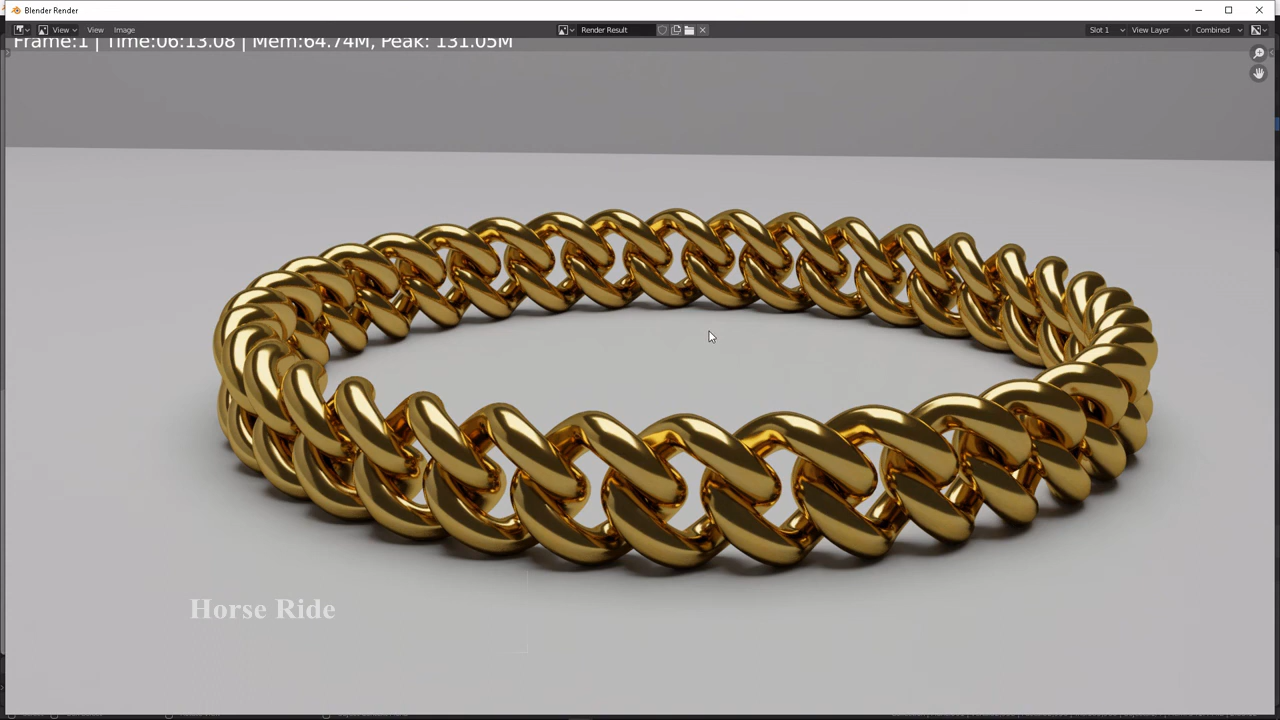 Blender Render
View View Image Render Result Slot 1 View Layer Combined
Frame:1 | Time:06:13.08 | Mem:64.74M, Peak: 131.05M
Horse Ride